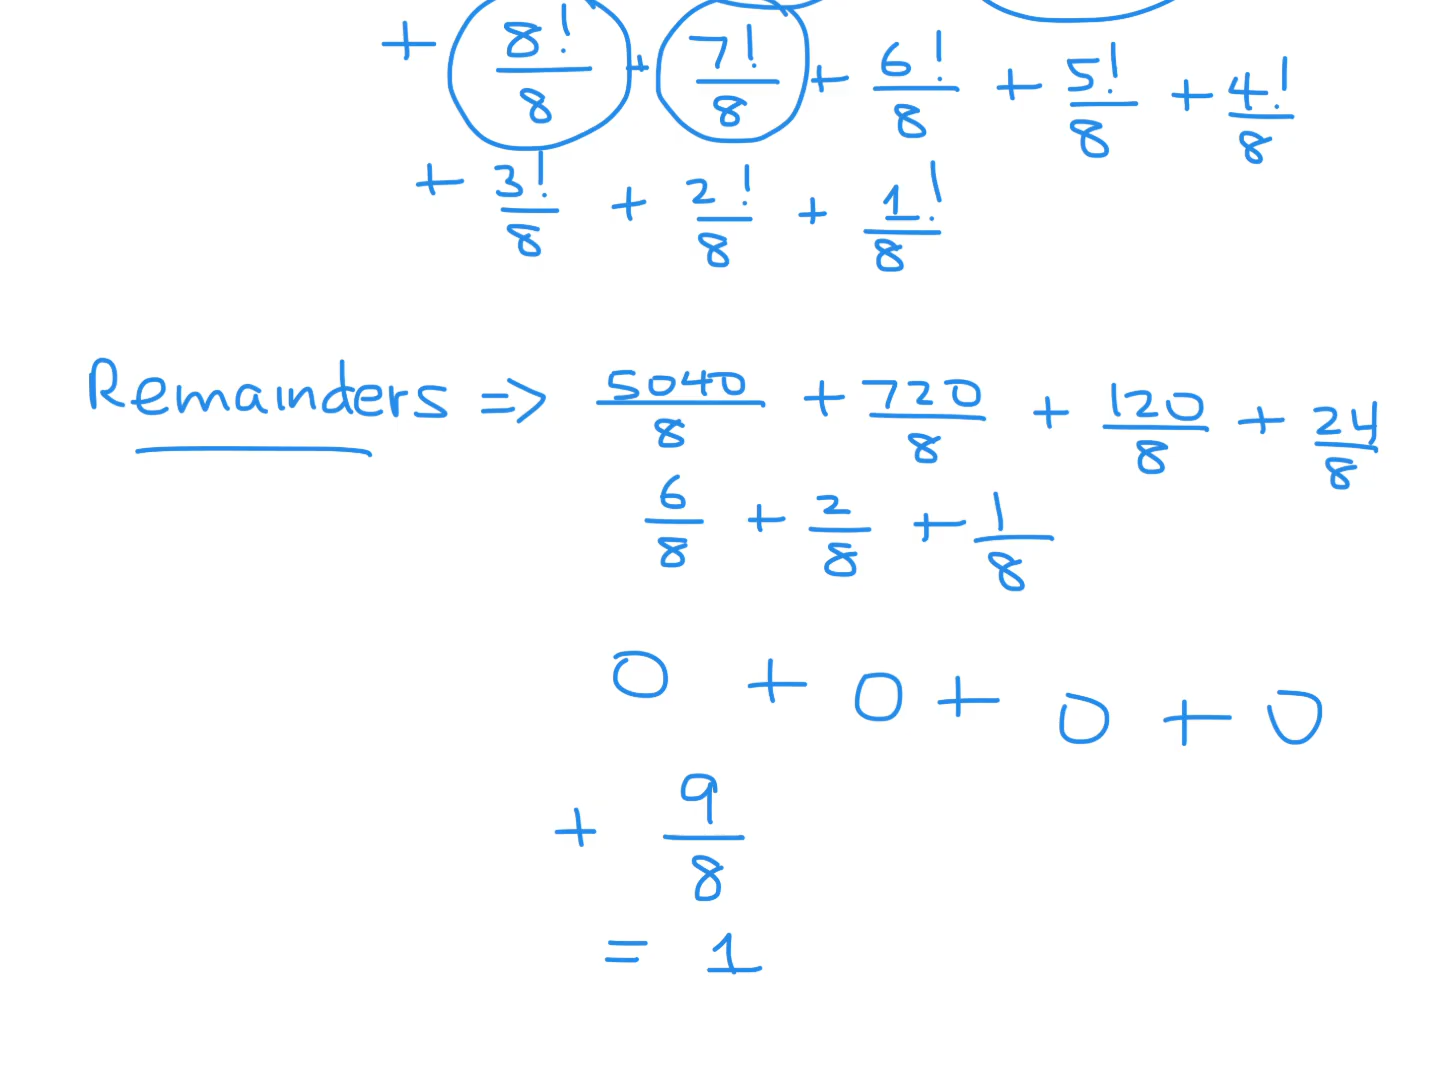 + 8!/8 + 7!/8 + 6!/8 + 5!/8 + 4!/8
+ 3!/8 + 2!/8 + 1!/8
Remainders => 5040/8 + 720/8 + 120/8 + 24/8
6/8 + 2/8 + 1/8
0 + 0 + 0 + 0
+ 9/8
= 1